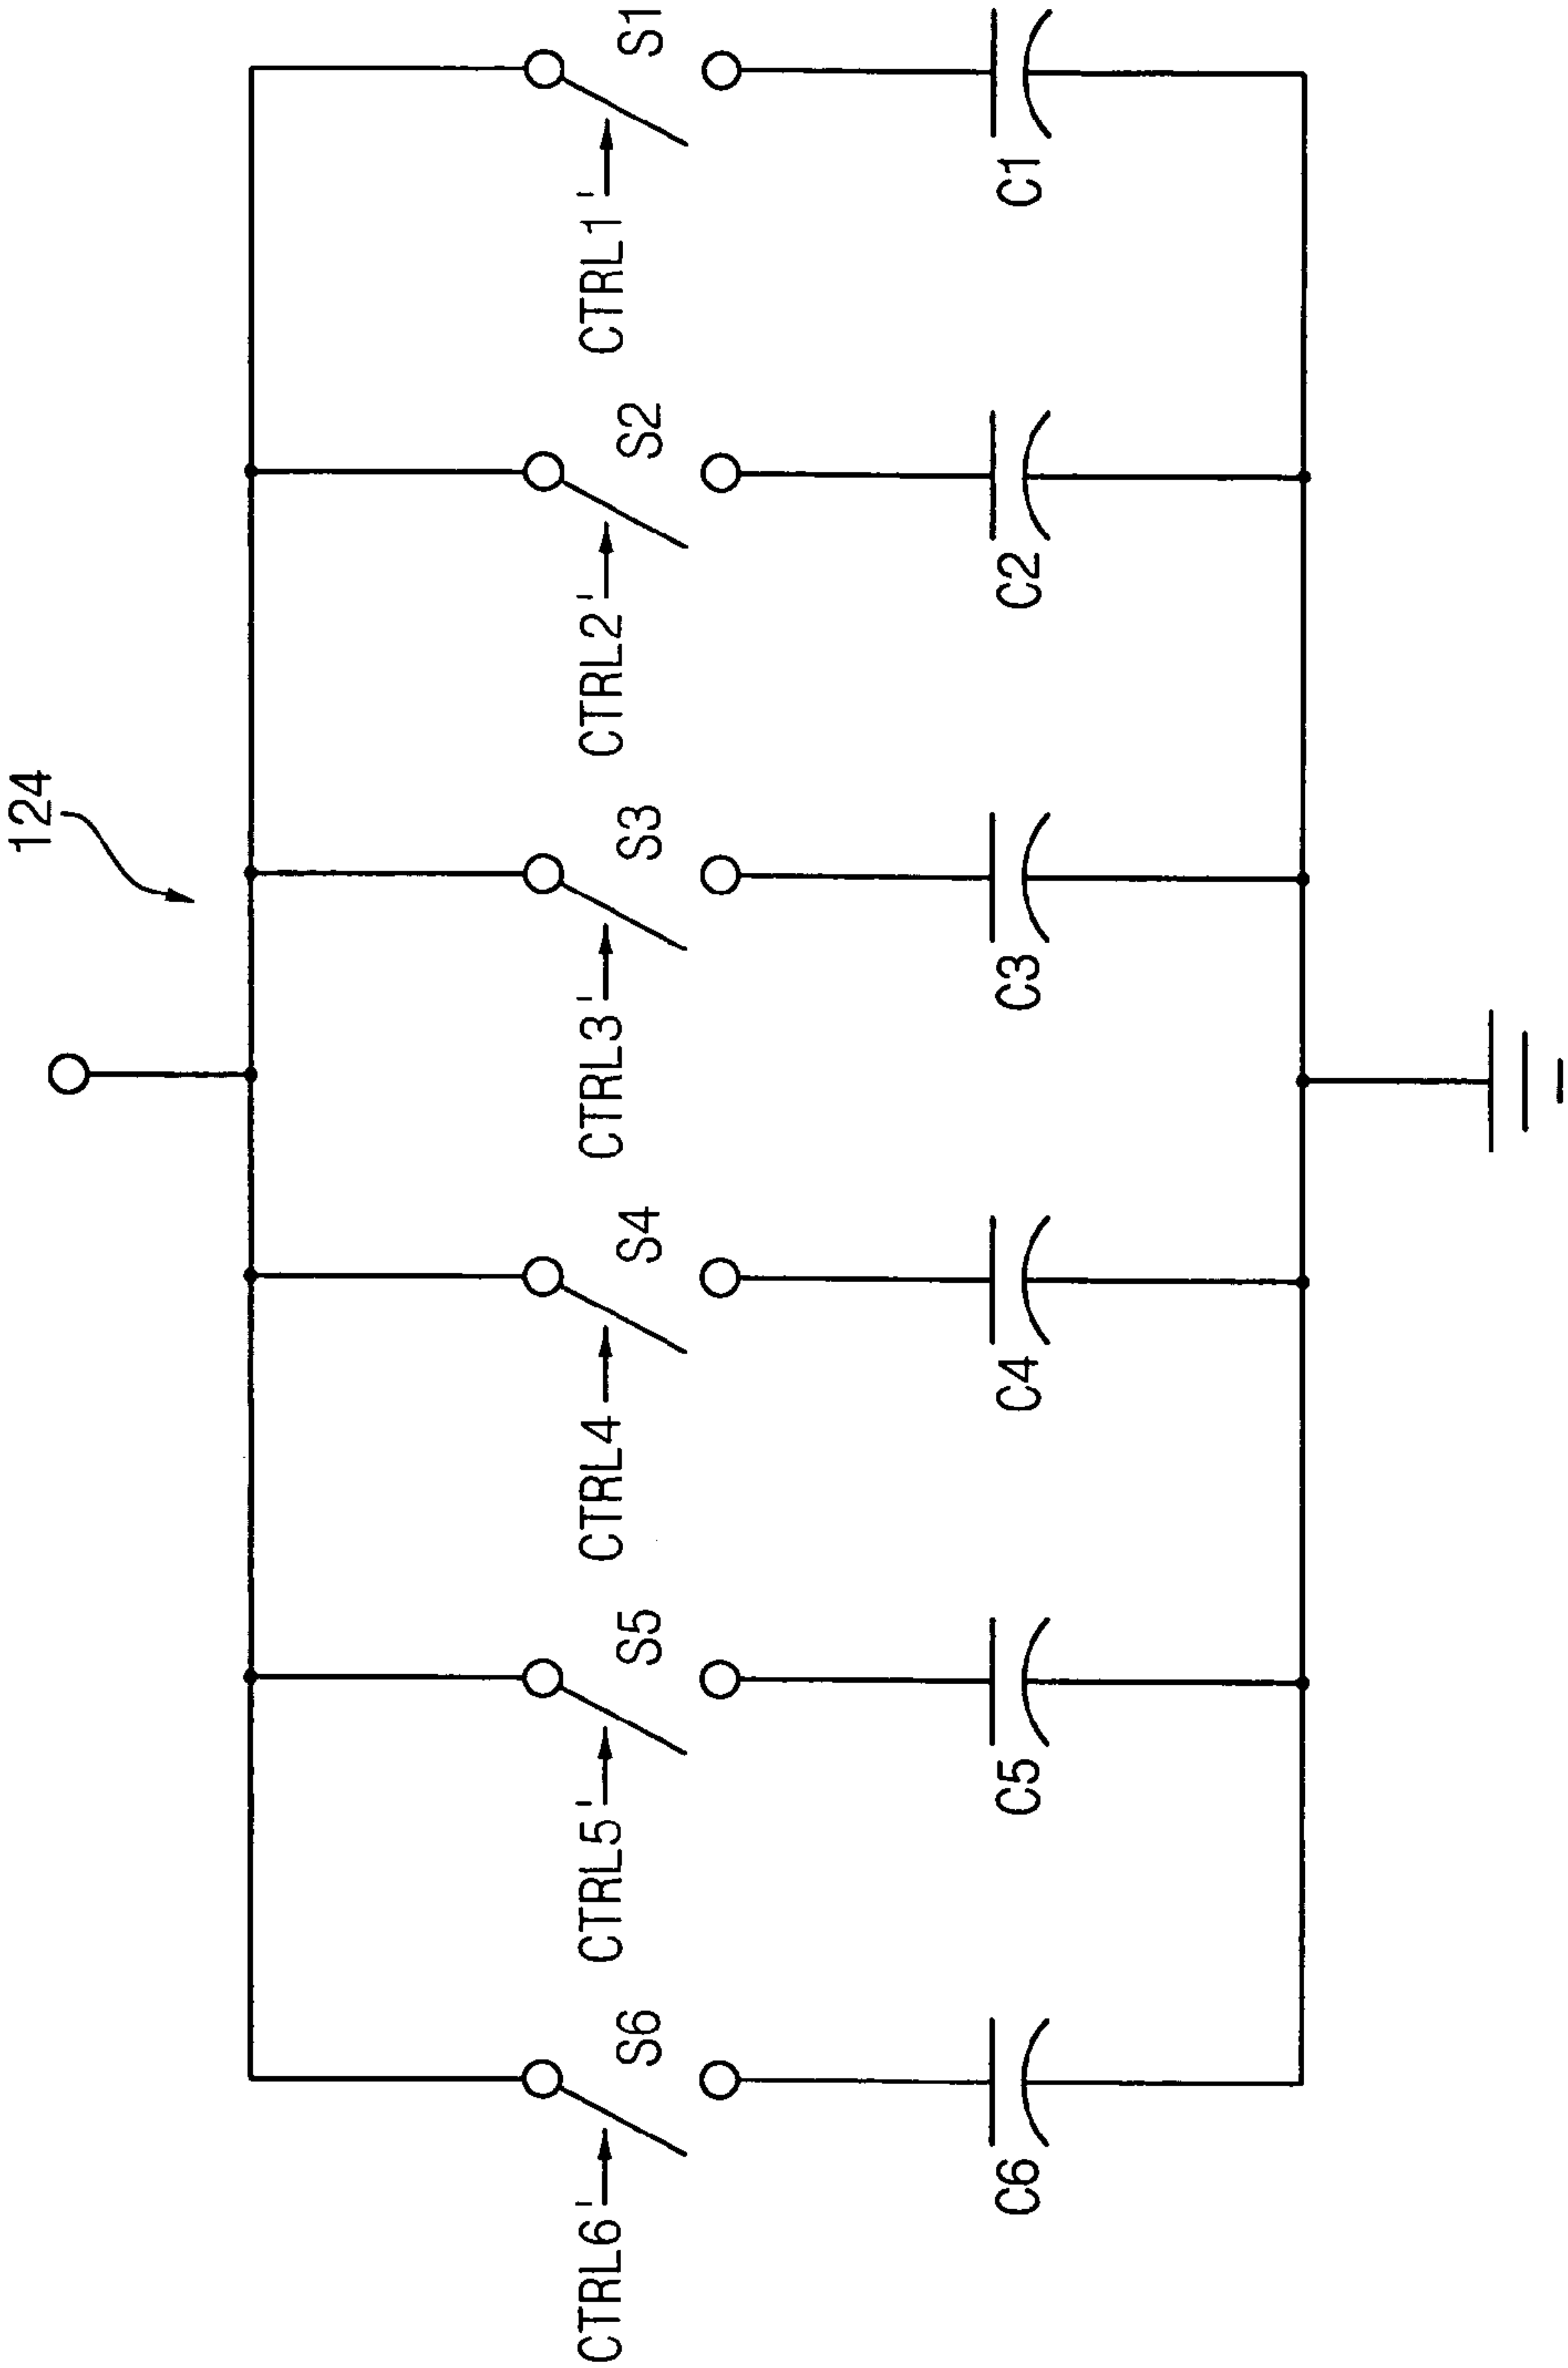 124
CTRL6'
S6
CTRL5'
S5
CTRL4
S4
CTRL3'
S3
CTRL2'
S2
CTRL1'
S1
C6
C5
C4
C3
C2
C1